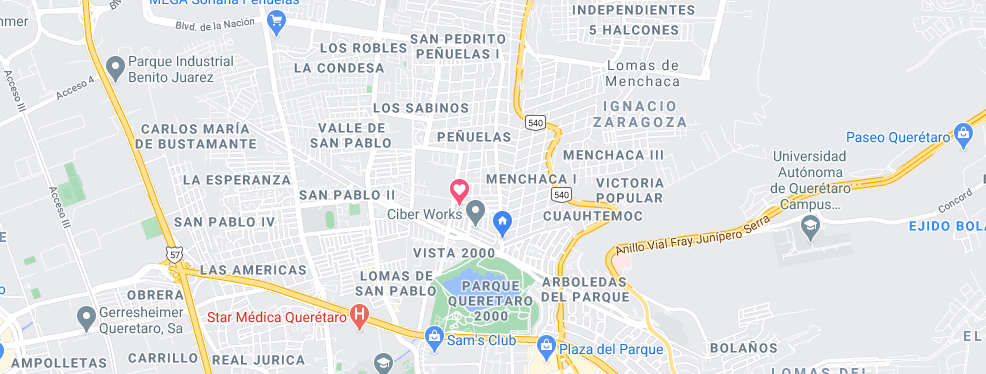 MEGA Soriana Peñuelas
Blvd. de la Nación
INDEPENDIENTES
5 HALCONES
LOS ROBLES
SAN PEDRITO
PEÑUELAS I
Parque Industrial
Benito Juarez
LA CONDESA
Lomas de
Menchaca
Acceso 4
Acceso III
LOS SABINOS
IGNACIO
ZARAGOZA
CARLOS MARÍA
DE BUSTAMANTE
VALLE DE
SAN PABLO
PEÑUELAS
540
Paseo Querétaro
MENCHACA III
Universidad
Autónoma
de Querétaro
Campus...
LA ESPERANZA
MENCHACA I
SAN PABLO II
540
VICTORIA
POPULAR
Acceso III
Concord
SAN PABLO IV
Ciber Works
CUAUHTEMOC
EJIDO BOLA
Anillo Vial Fray Junípero Serra
57
VISTA 2000
LAS AMERICAS
LOMAS DE
SAN PABLO
PARQUE
QUERETARO
2000
ARBOLEDAS
DEL PARQUE
OBRERA
Gerresheimer
Queretaro, Sa
Star Médica Querétaro
H
Sam's Club
Plaza del Parque
BOLAÑOS
EL
AMPOLLETAS
CARRILLO
REAL JURICA
LOMAS DEL